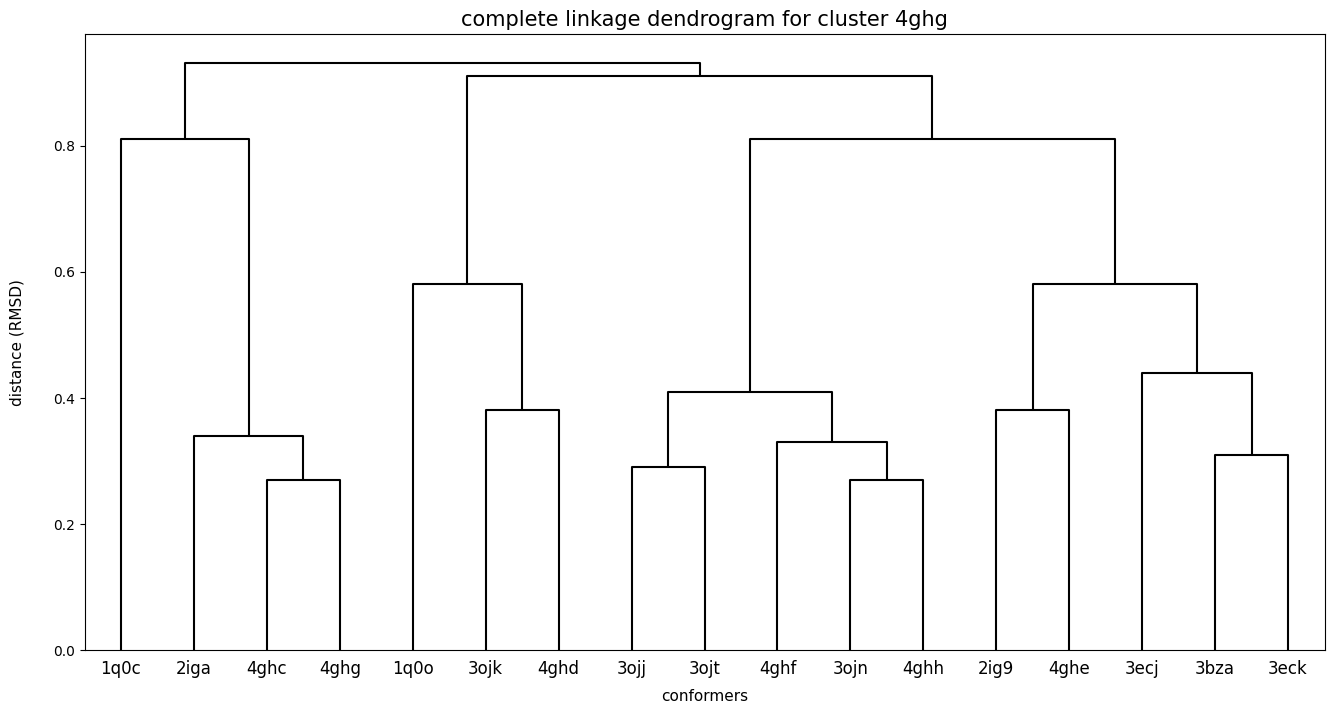 complete linkage dendrogram for cluster 4ghg
distance (RMSD)
0.8
0.6
0.4
0.2
0.0
1q0c 2iga 4ghc 4ghg 1q0o 3ojk 4ghd 3ojj 3ojt 4ghf 3ojn 4ghh 2ig9 4ghe 3ecj 3bza 3eck
conformers